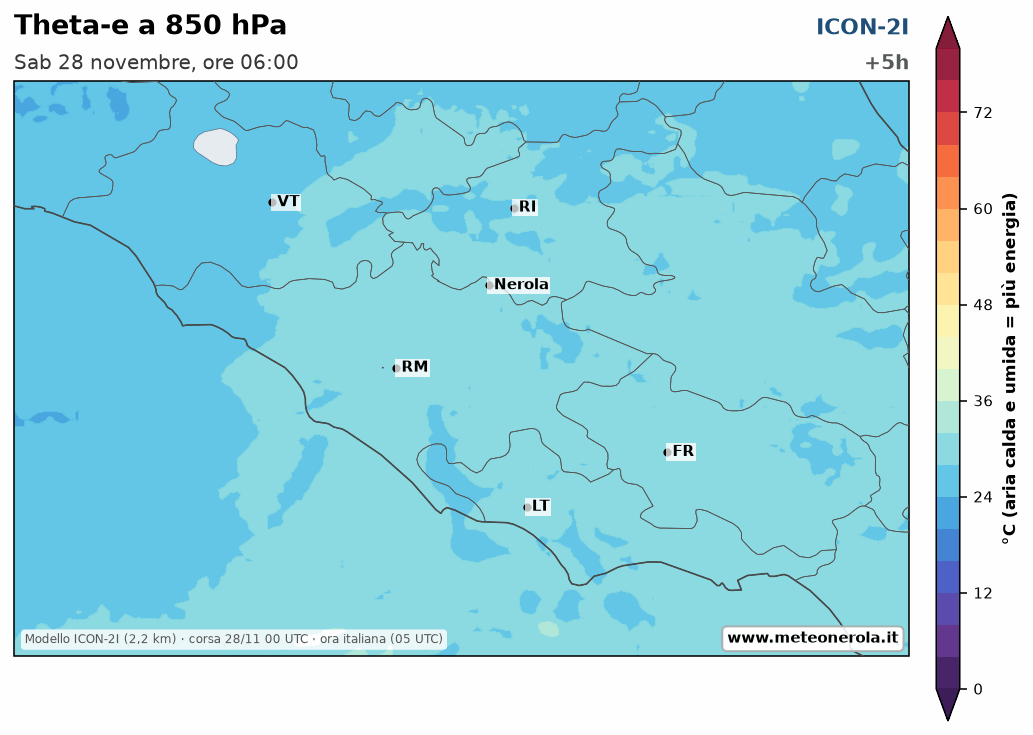 Theta-e a 850 hPa
ICON-2I
Sab 28 novembre, ore 06:00
+5h
VT
RI
Nerola
RM
FR
LT
Modello ICON-2I (2,2 km) · corsa 28/11 00 UTC · ora italiana (05 UTC)
www.meteonerola.it
72
60
48
36
24
12
0
°C (aria calda e umida = più energia)